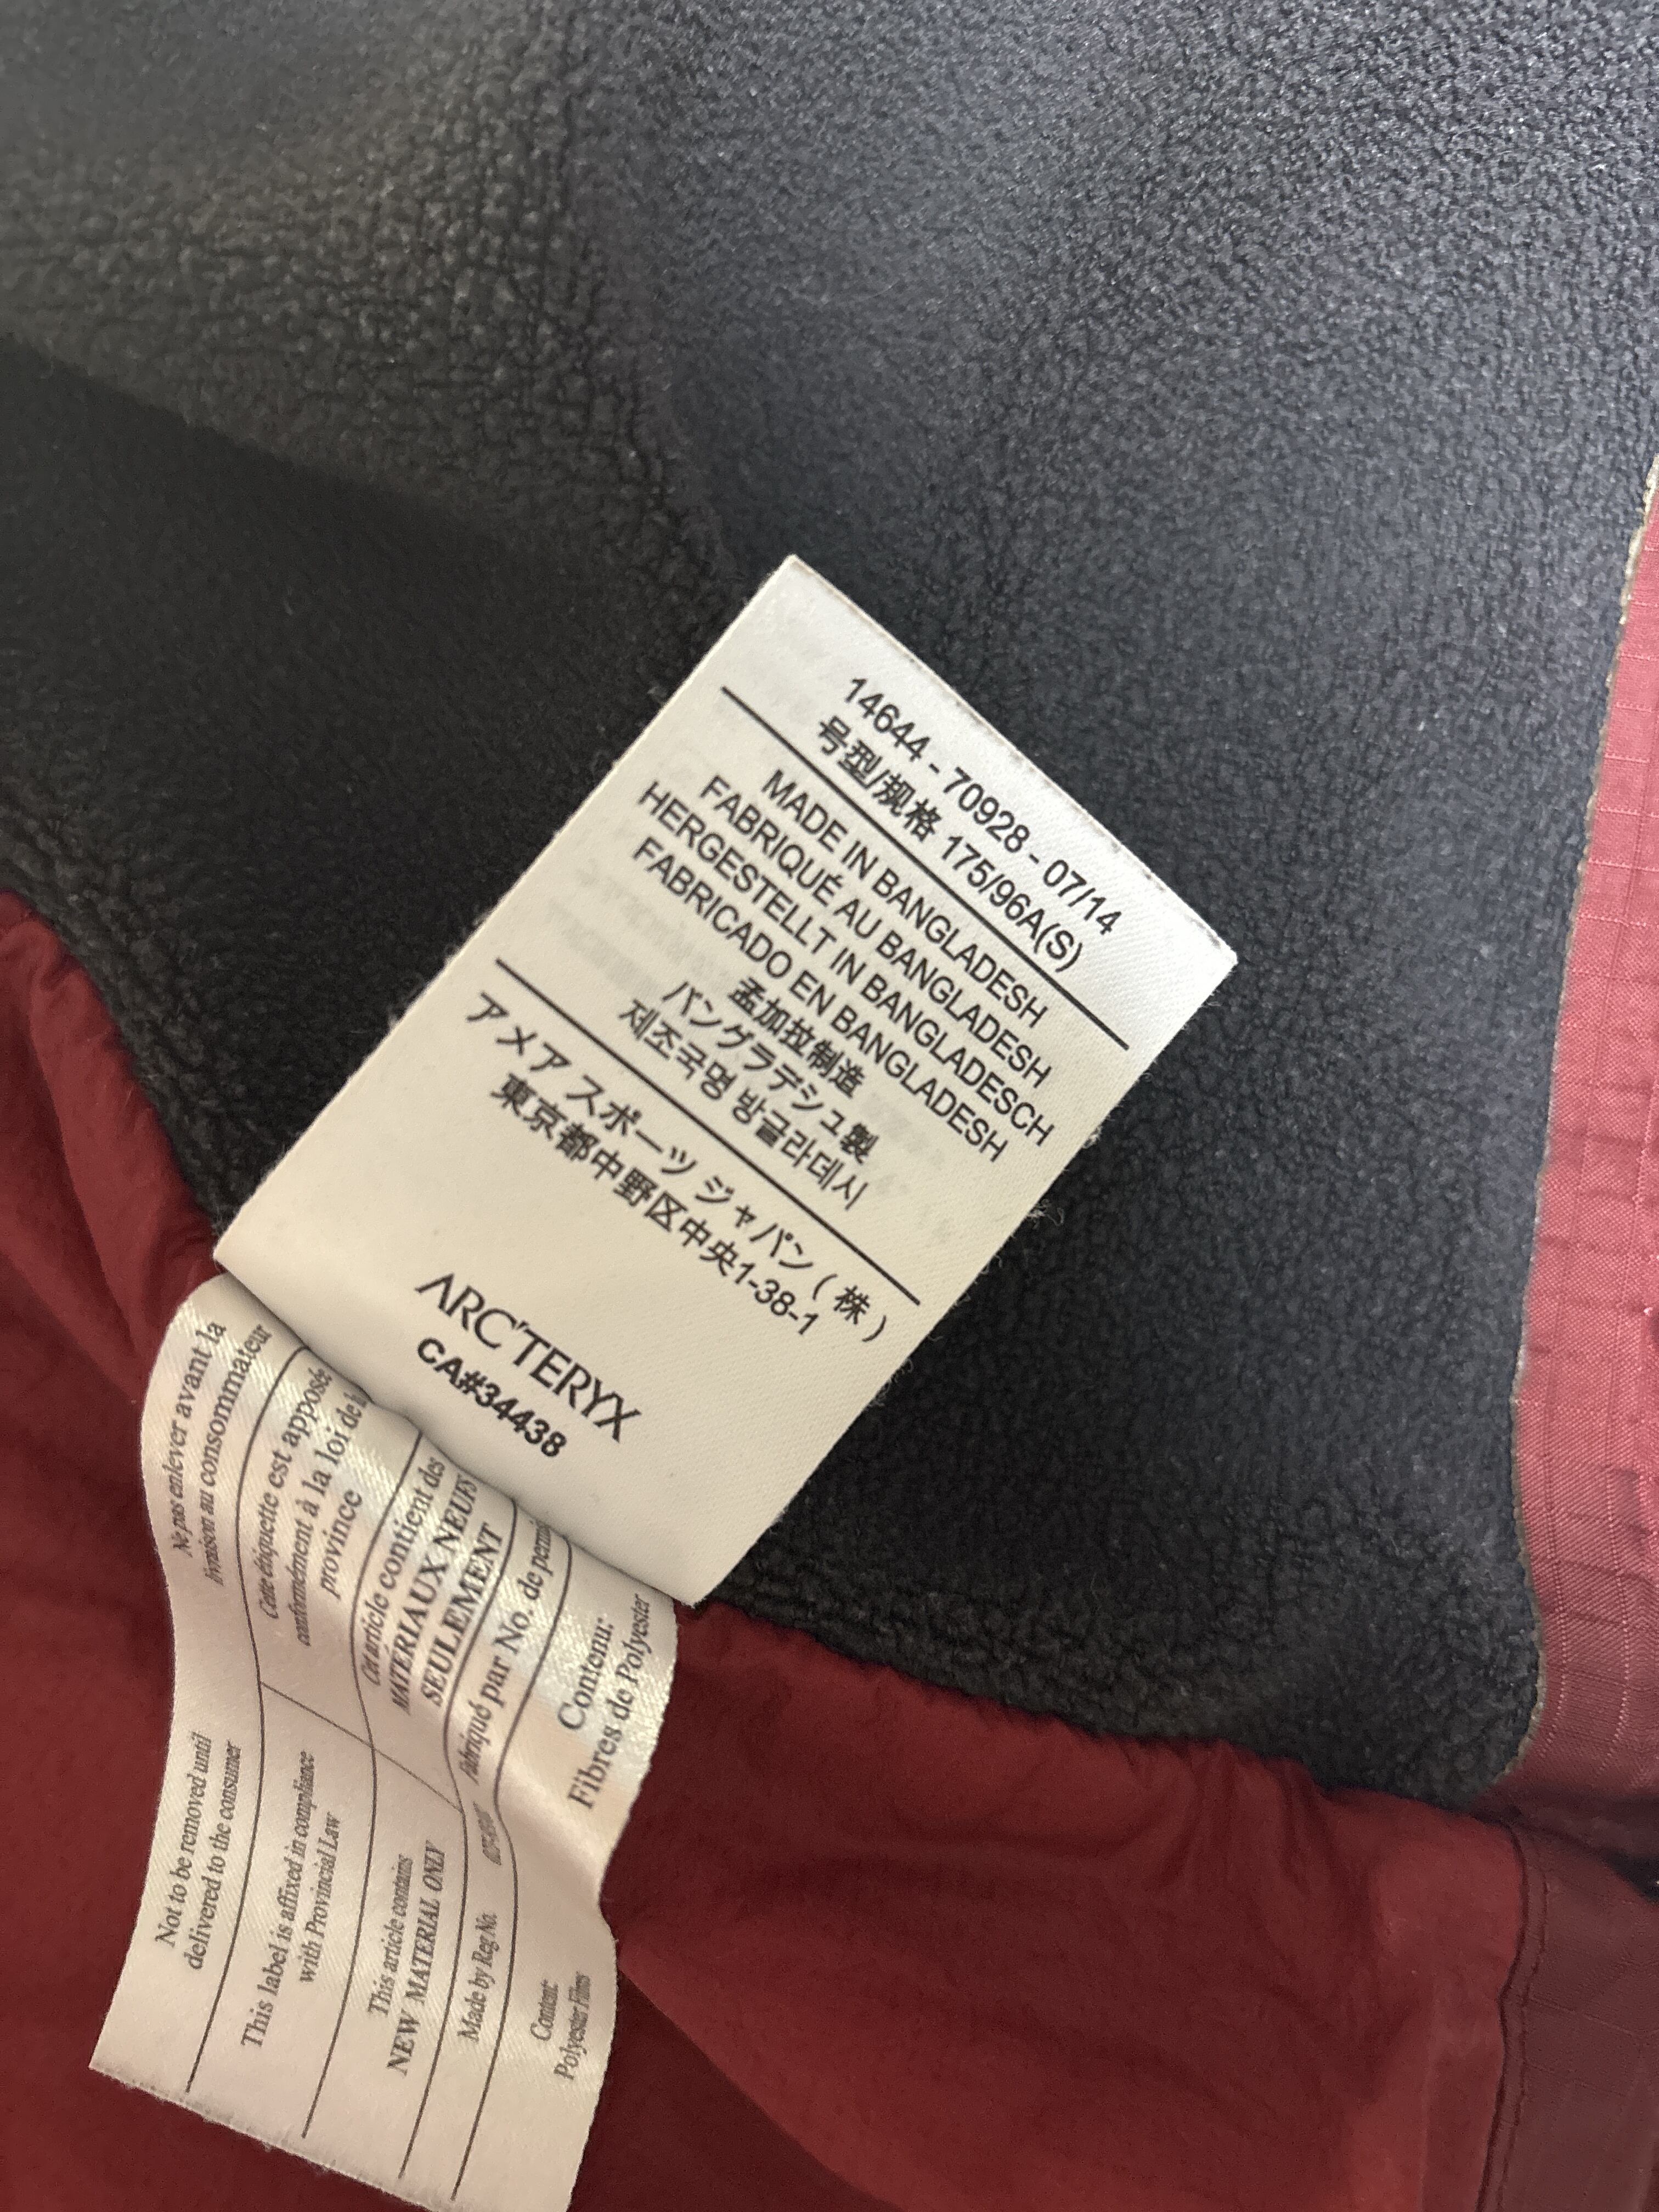 14644 - 70928 - 07/14
号型/规格 175/96A(S)
MADE IN BANGLADESH
FABRIQUÉ AU BANGLADESH
HERGESTELLT IN BANGLADESCH
FABRICADO EN BANGLADESH
孟加拉制造
バングラデシュ製
제조국명 방글라데시
アメア スポーツ ジャパン ( 株 )
東京都中野区中央1-38-1
ARC'TERYX
CA#34438
Ne pas enlever avant la
livraison au consommateur
Cette étiquette est apposée
conformément à la loi de
province
Cet article contient des
MATERIAUX NEUFS
SEULEMENT
Fabriqué par No. de
Contenu:
Fibres de Polyester
Not to be removed until
delivered to the consumer
This label is affixed in compliance
with Provincial Law
This article contains
NEW MATERIAL ONLY
Made by Reg No.
Content:
Polyester Fibres